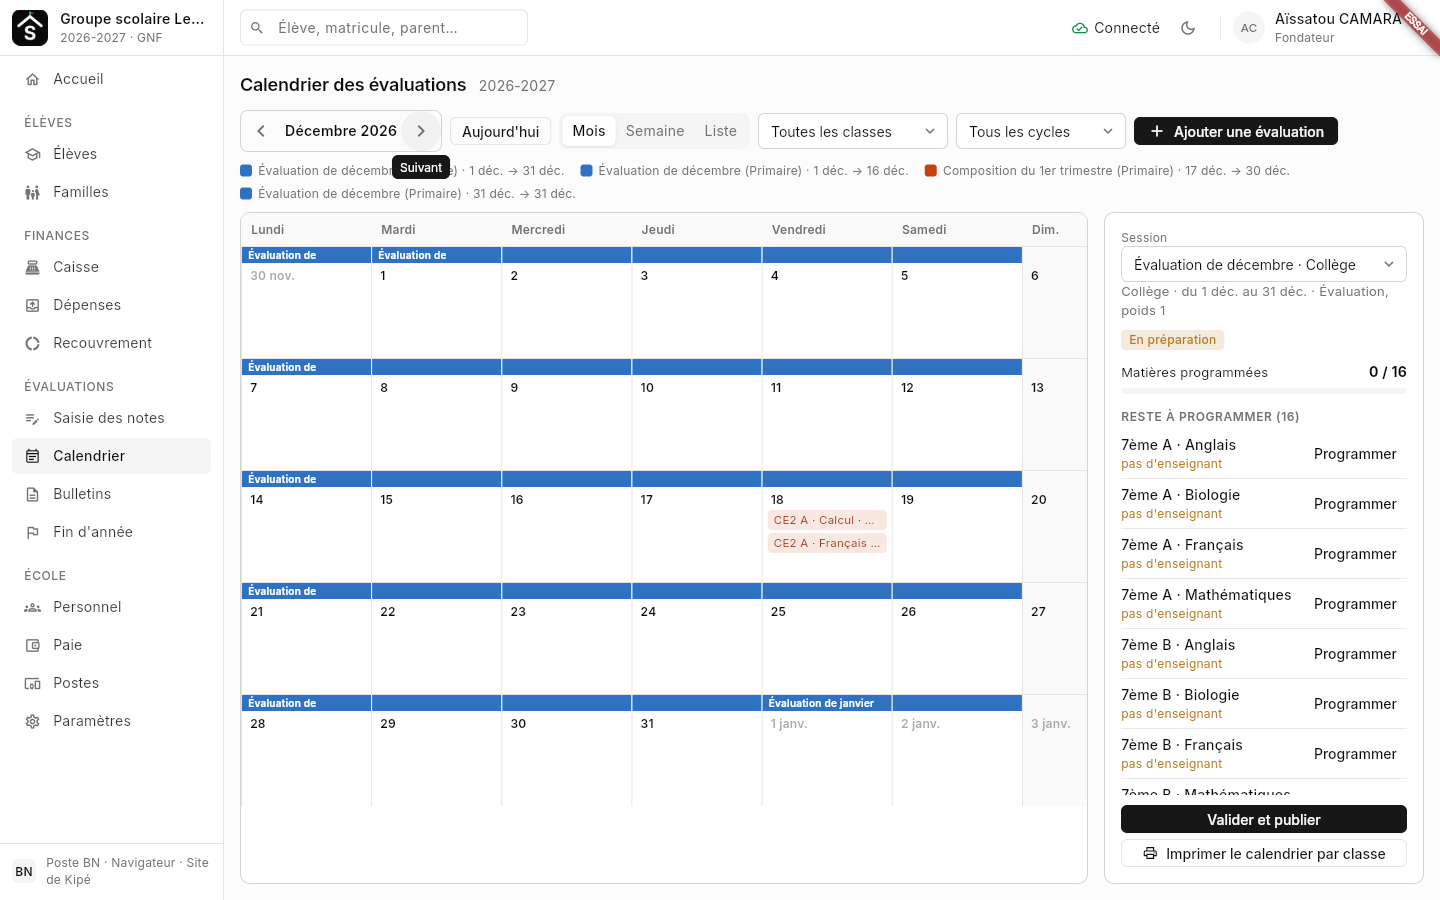 Groupe scolaire Le...
2026-2027 · GNF
Élève, matricule, parent...
Connecté
AC
Aïssatou CAMARA
Fondateur
ESSAI
Accueil
ÉLÈVES
Élèves
Familles
FINANCES
Caisse
Dépenses
Recouvrement
ÉVALUATIONS
Saisie des notes
Calendrier
Bulletins
Fin d'année
ÉCOLE
Personnel
Paie
Postes
Paramètres
BN
Poste BN · Navigateur · Site
de Kipé
Calendrier des évaluations 2026-2027
Décembre 2026
Aujourd'hui
Mois Semaine Liste
Toutes les classes
Tous les cycles
Ajouter une évaluation
Suivant
Évaluation de décembre · 1 déc. → 31 déc.
Évaluation de décembre (Primaire) · 1 déc. → 16 déc.
Composition du 1er trimestre (Primaire) · 17 déc. → 30 déc.
Évaluation de décembre (Primaire) · 31 déc. → 31 déc.
Lundi Mardi Mercredi Jeudi Vendredi Samedi Dim.
Évaluation de Évaluation de
30 nov. 1 2 3 4 5 6
Évaluation de
7 8 9 10 11 12 13
Évaluation de
14 15 16 17 18 19 20
CE2 A · Calcul · ...
CE2 A · Français ...
Évaluation de
21 22 23 24 25 26 27
Évaluation de Évaluation de janvier
28 29 30 31 1 janv. 2 janv. 3 janv.
Session
Évaluation de décembre · Collège
Collège · du 1 déc. au 31 déc. · Évaluation,
poids 1
En préparation
Matières programmées 0 / 16
RESTE À PROGRAMMER (16)
7ème A · Anglais
pas d'enseignant
Programmer
7ème A · Biologie
pas d'enseignant
Programmer
7ème A · Français
pas d'enseignant
Programmer
7ème A · Mathématiques
pas d'enseignant
Programmer
7ème B · Anglais
pas d'enseignant
Programmer
7ème B · Biologie
pas d'enseignant
Programmer
7ème B · Français
pas d'enseignant
Programmer
7ème B · Mathématiques
Valider et publier
Imprimer le calendrier par classe